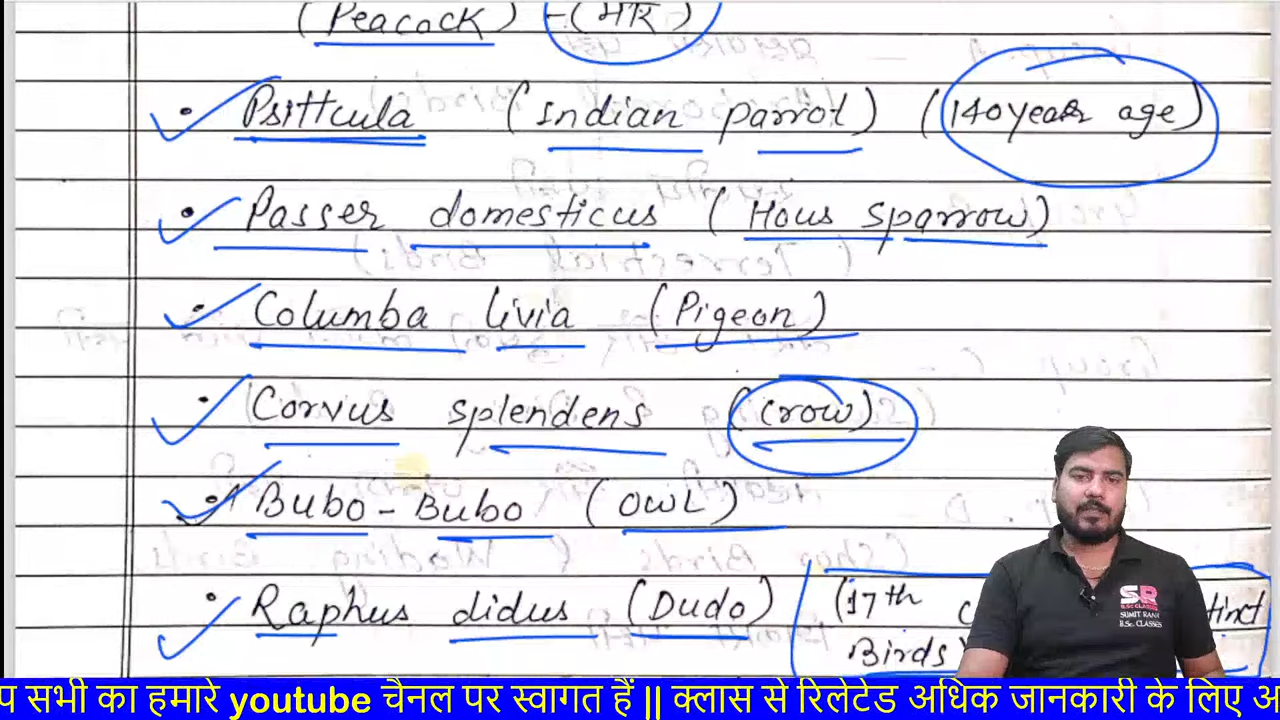 (Peacock) - (मोर)
• Psittcula (Indian parrot) (140 year age)
• Passer domesticus (Hous sparrow)
• Columba livia (Pigeon)
• Corvus splendens (crow)
• Bubo - Bubo (OWL)
• Raphus didus (Dudo) (17th
Birds)
SR
B.Sc CLASSES
SUMIT RANA
B.Sc. CLASSES
सभी का हमारे youtube चैनल पर स्वागत हैं || क्लास से रिलेटेड अधिक जानकारी के लिए